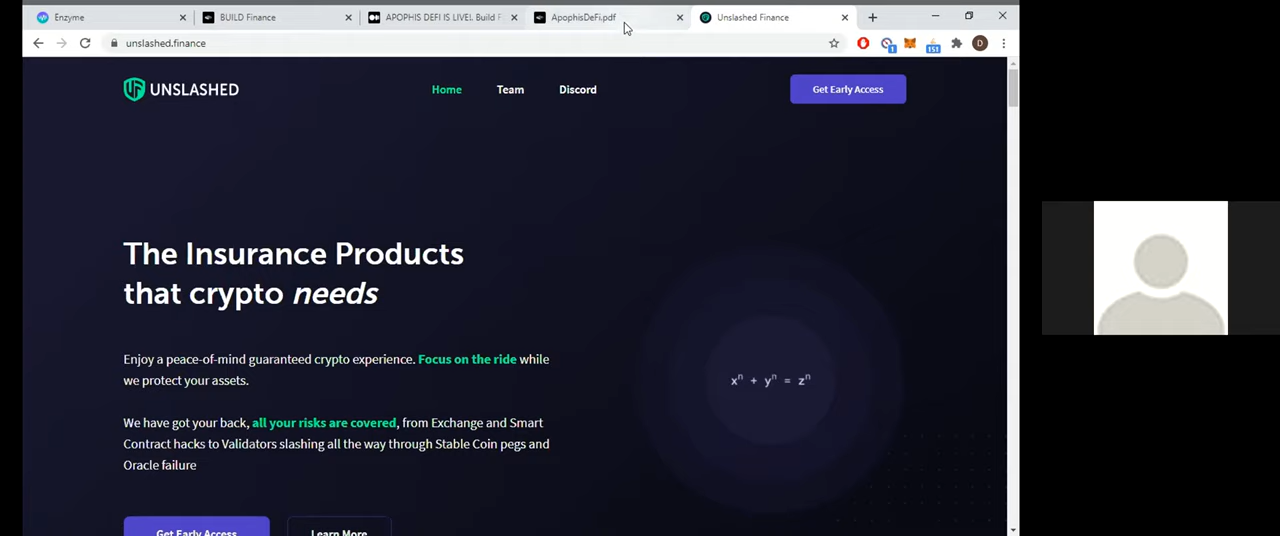 Enzyme
BUILD Finance
APOPHIS DEFI IS LIVE!. Build F
ApophisDeFi.pdf
Unslashed Finance
unslashed.finance
1
151
D
UNSLASHED
Home
Team
Discord
Get Early Access
The Insurance Products
that crypto needs
xⁿ + yⁿ = zⁿ
Enjoy a peace-of-mind guaranteed crypto experience. Focus on the ride while
we protect your assets.
We have got your back, all your risks are covered, from Exchange and Smart
Contract hacks to Validators slashing all the way through Stable Coin pegs and
Oracle failure
Get Early Access
Learn More